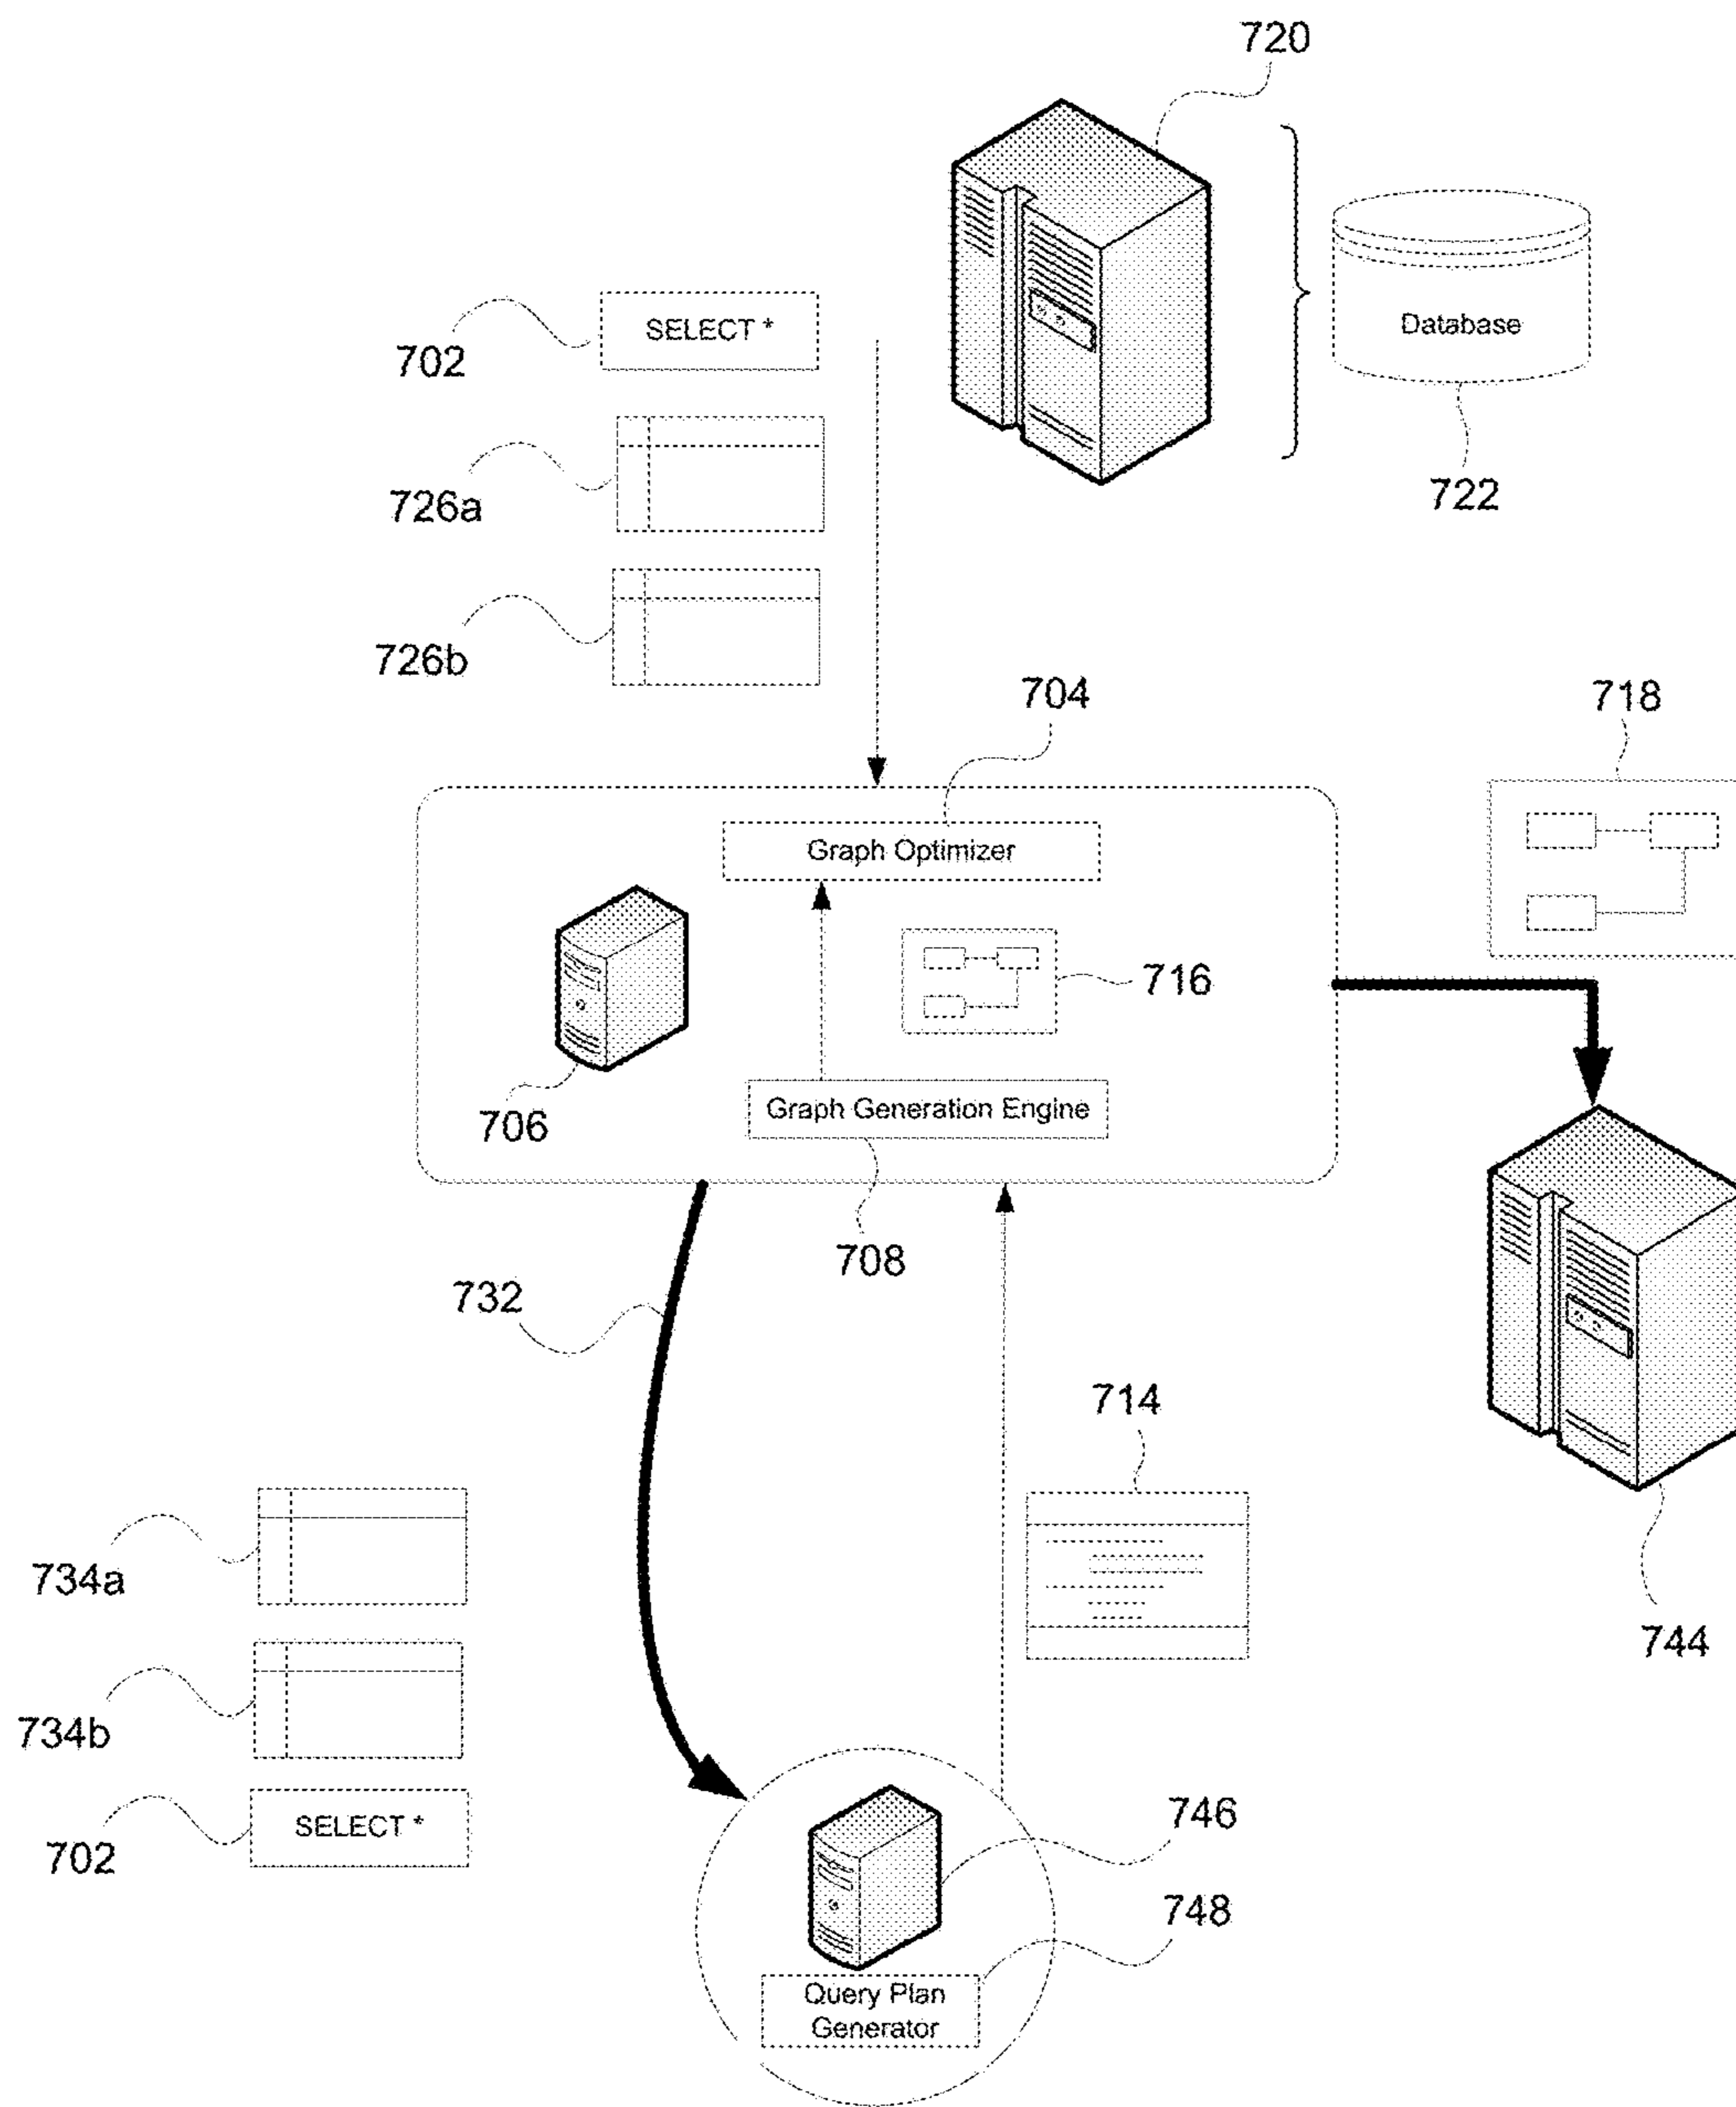 720
SELECT *
702
Database
726a
722
726b
704
718
Graph Optimizer
716
706
Graph Generation Engine
708
732
714
734a
744
734b
746
SELECT *
702
748
Query Plan
Generator